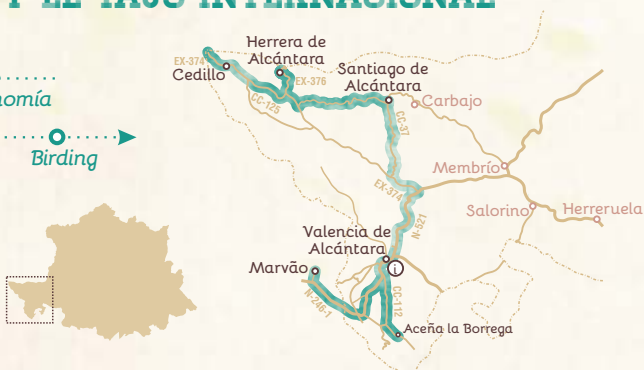 Y EL TAJO INTERNACIONAL
EX-374
Cedillo
Herrera de
Alcántara
EX-376
Santiago de
Alcántara
Carbajo
CC-125
CC-37
Birding
EX-374
Membrío
Salorino
Herreruela
N-521
Valencia de
Alcántara
i
Marvão
N-246-1
CC-112
Aceña la Borrega